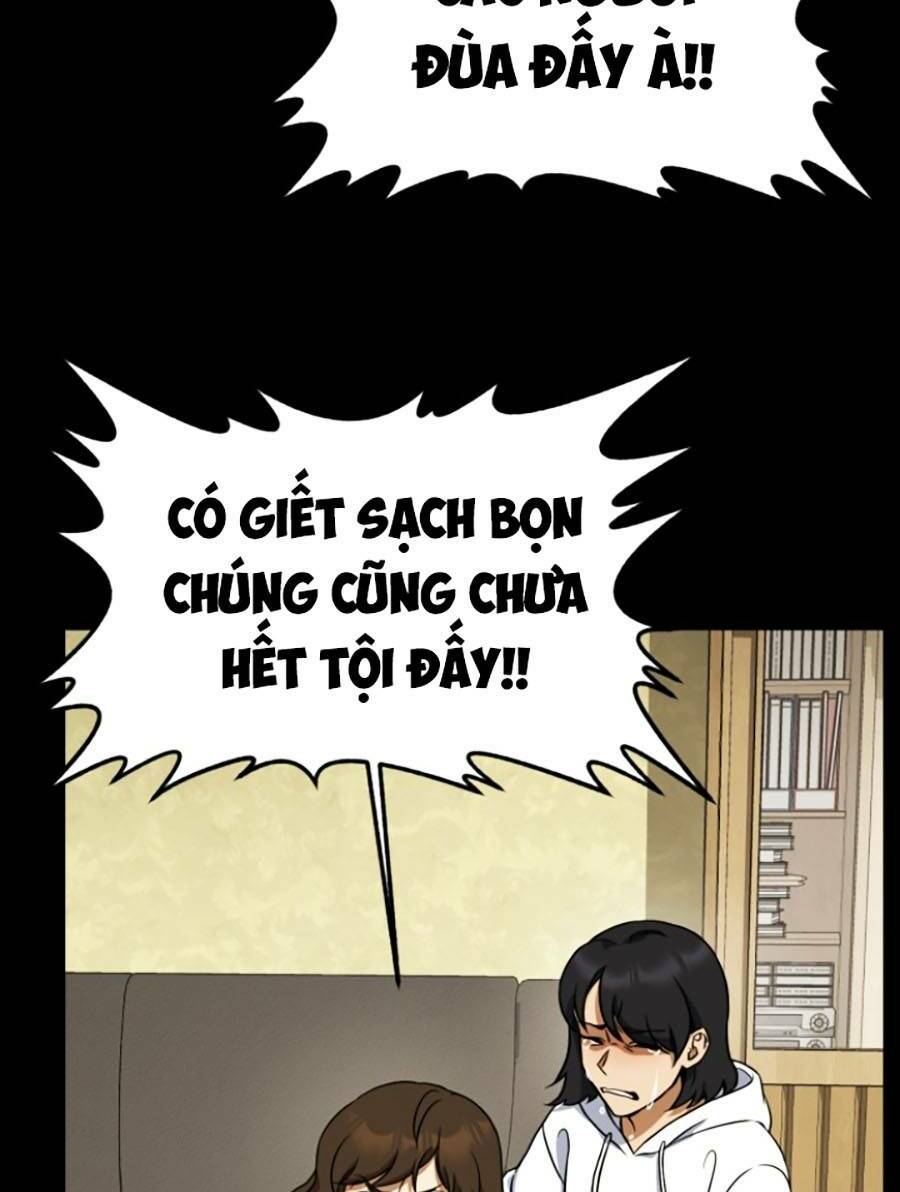 ĐÙA ĐẤY À!!
CÓ GIẾT SẠCH BỌN
CHÚNG CŨNG CHƯA
HẾT TỘI ĐẤY!!